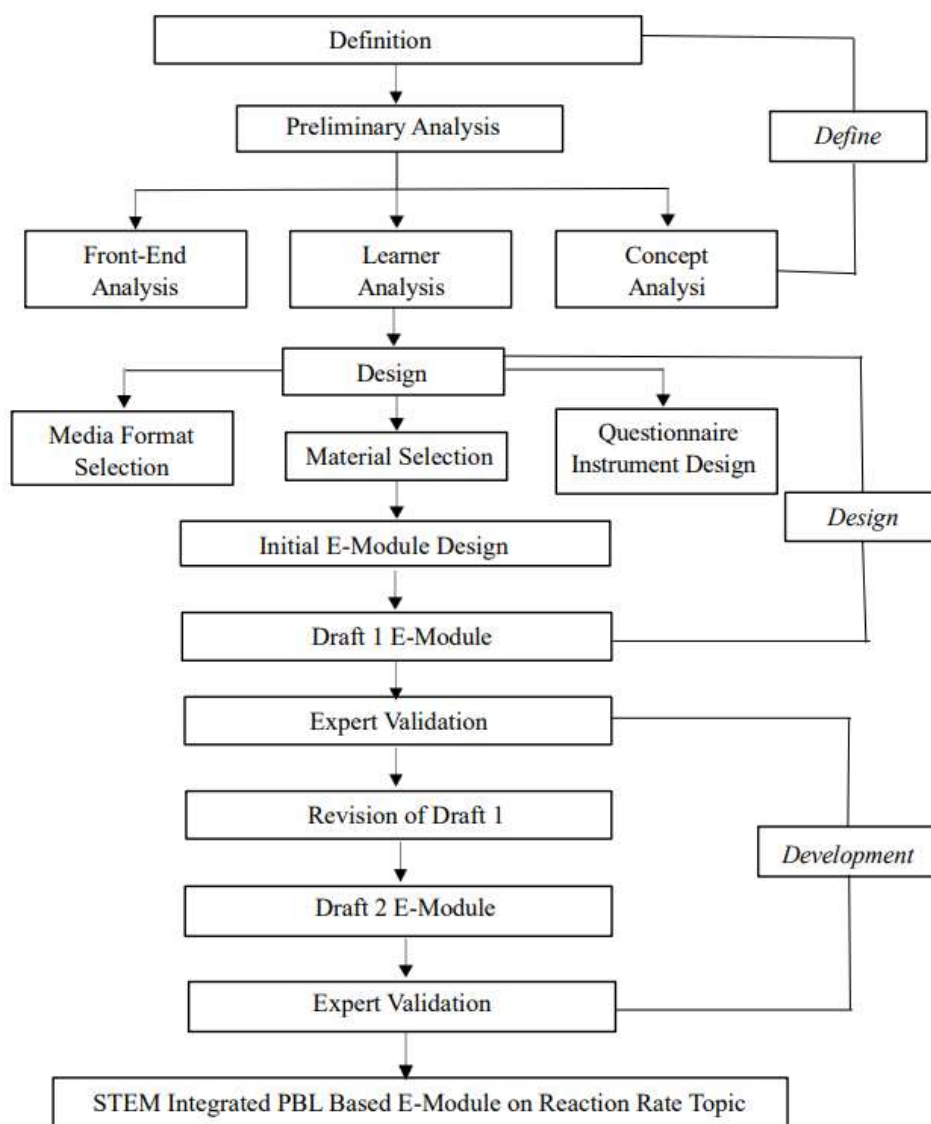 Definition
Preliminary Analysis
Define
Front-End
Analysis
Learner
Analysis
Concept
Analysi
Design
Media Format
Selection
Material Selection
Questionnaire
Instrument Design
Design
Initial E-Module Design
Draft 1 E-Module
Expert Validation
Revision of Draft 1
Development
Draft 2 E-Module
Expert Validation
STEM Integrated PBL Based E-Module on Reaction Rate Topic